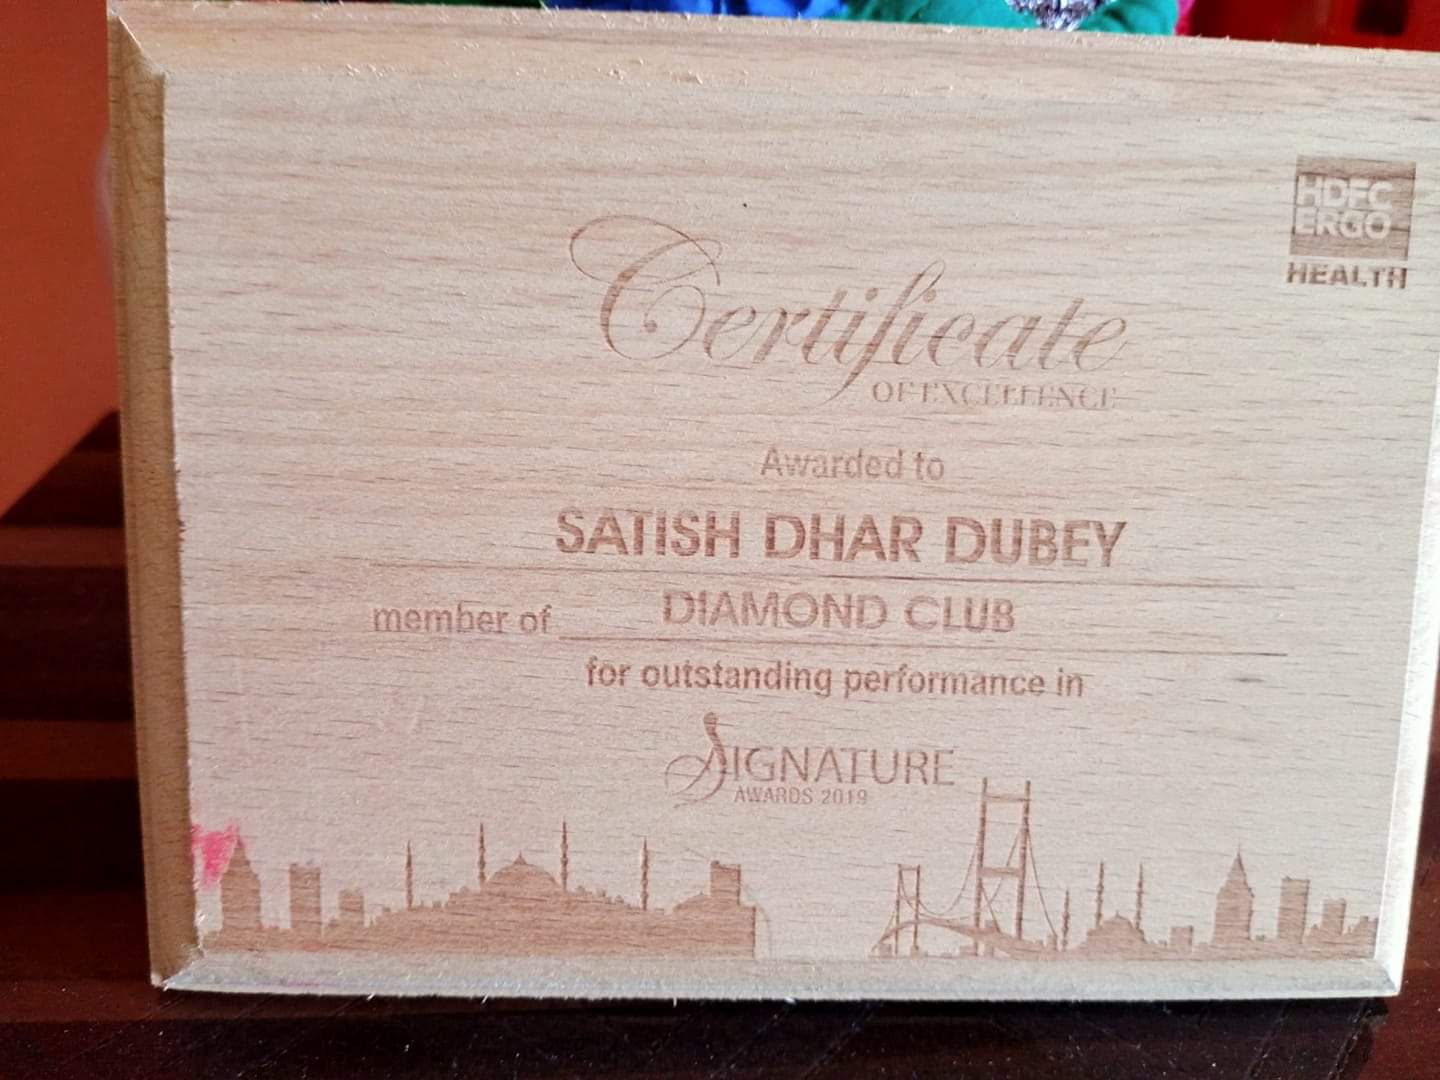 HDFC
ERGO
HEALTH
Certificate
OF EXCELLENCE
Awarded to
SATISH DHAR DUBEY
member of DIAMOND CLUB
for outstanding performance in
SIGNATURE
AWARDS 2019